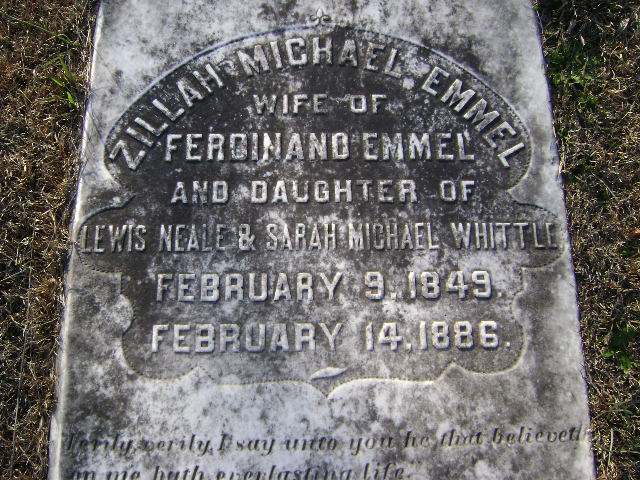 ZILLAH MICHAEL EMMEL
WIFE OF
FERDINAND EMMEL
AND DAUGHTER OF
LEWIS NEALE & SARAH MICHAEL WHITTLE
FEBRUARY 9. 1849.
FEBRUARY 14. 1886.
Verily, verily, I say unto you he that believeth
on me hath everlasting life.